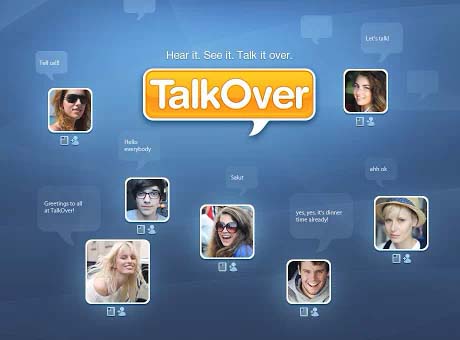 Let's talk!
Hear it. See it. Talk it over.
Tell us!!
TalkOver
Hello
everybody
Salut
ahh ok
Greetings to all
at TalkOver!
yes, yes, it's dinner
time already!